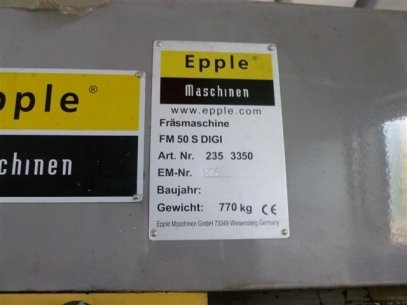 pple®
chinen
Epple®
Maschinen
www.epple.com
Fräsmaschine
FM 50 S DIGI
Art. Nr. 235 3350
EM-Nr.
Baujahr:
Gewicht: 770 kg CE
Epple Maschinen GmbH 73349 Wiesensteig Germany